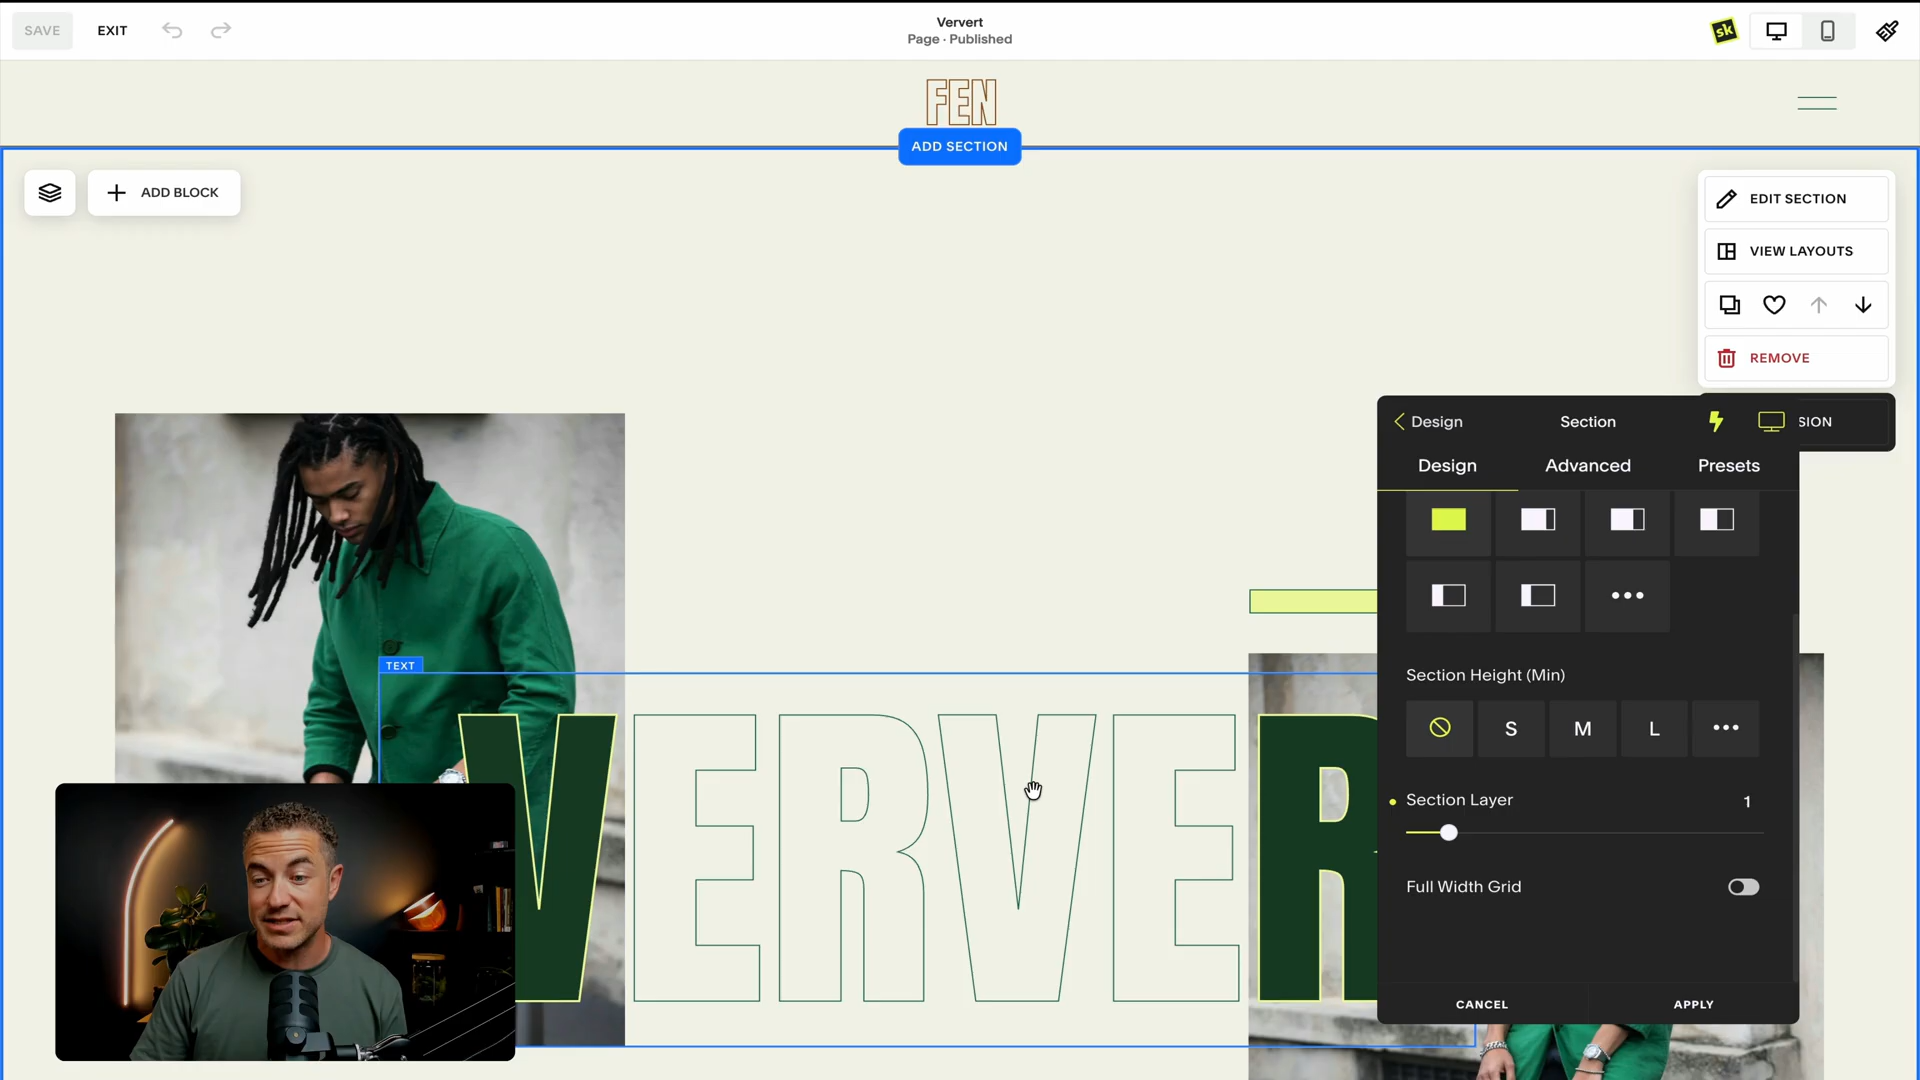 SAVE
EXIT
Ververt
Page · Published
sk
FEN
ADD SECTION
ADD BLOCK
EDIT SECTION
VIEW LAYOUTS
REMOVE
Design
Section
SION
Design
Advanced
Presets
TEXT
Section Height (Min)
S
M
L
Section Layer
1
Full Width Grid
VERVER
CANCEL
APPLY